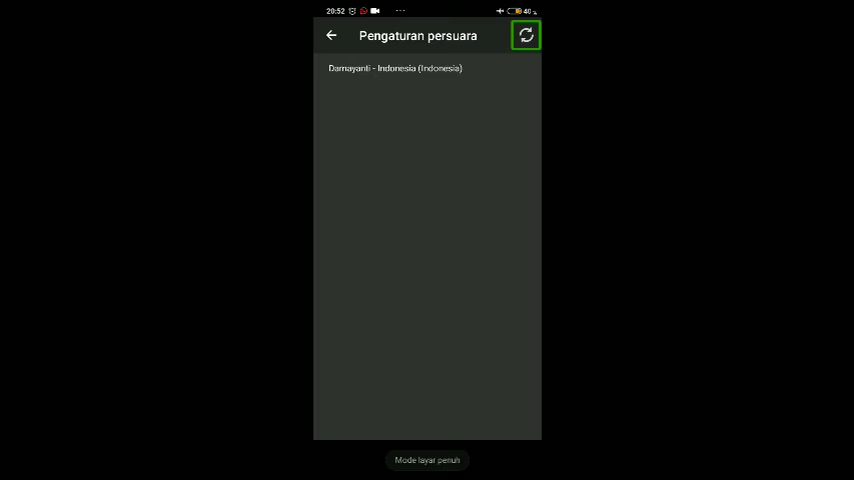 20:52
40%
Pengaturan persuara
Damayanti - Indonesia (Indonesia)
Mode layar penuh